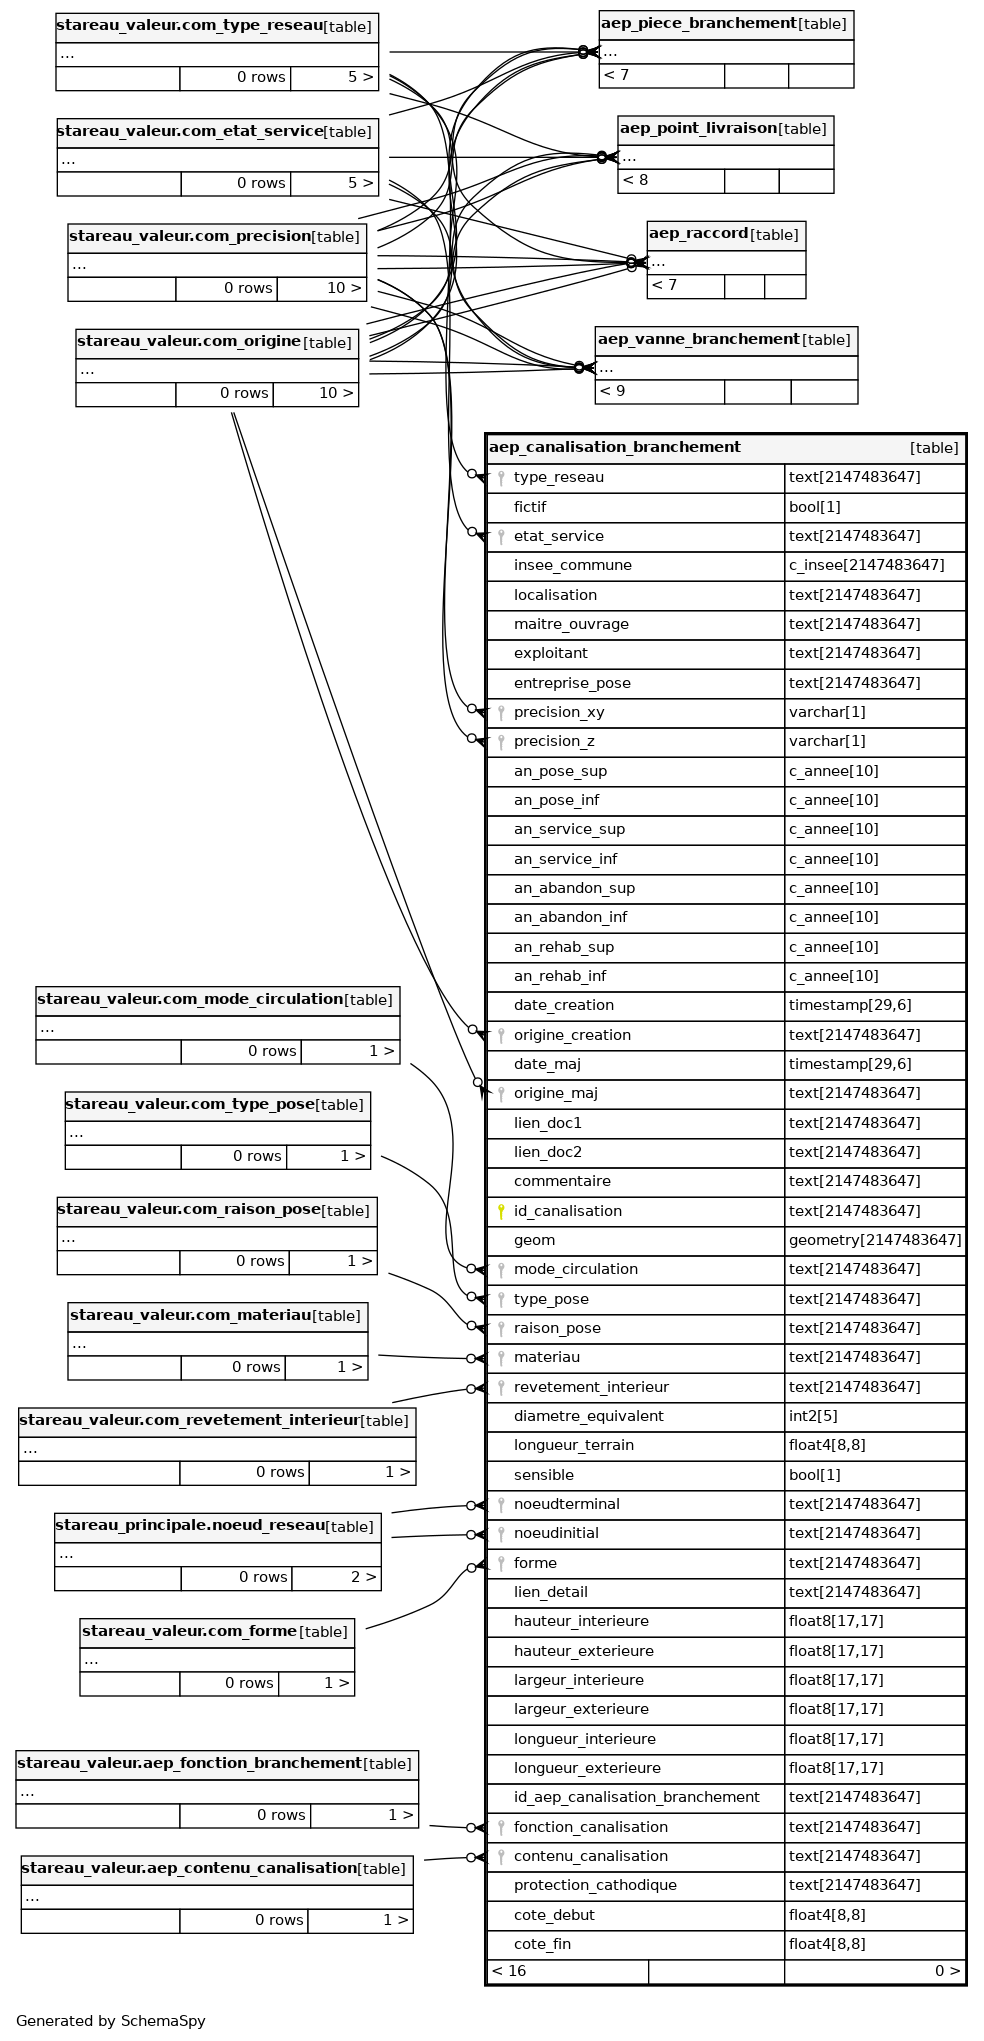 stareau_valeur.com_type_reseau[table]
...
0 rows 5 >
stareau_valeur.com_etat_service[table]
...
0 rows 5 >
stareau_valeur.com_precision[table]
...
0 rows 10 >
stareau_valeur.com_origine[table]
...
0 rows 10 >
aep_piece_branchement[table]
...
< 7
aep_point_livraison[table]
...
< 8
aep_raccord[table]
...
< 7
aep_vanne_branchement[table]
...
< 9
aep_canalisation_branchement [table]
type_reseau text[2147483647]
fictif bool[1]
etat_service text[2147483647]
insee_commune c_insee[2147483647]
localisation text[2147483647]
maitre_ouvrage text[2147483647]
exploitant text[2147483647]
entreprise_pose text[2147483647]
precision_xy varchar[1]
precision_z varchar[1]
an_pose_sup c_annee[10]
an_pose_inf c_annee[10]
an_service_sup c_annee[10]
an_service_inf c_annee[10]
an_abandon_sup c_annee[10]
an_abandon_inf c_annee[10]
an_rehab_sup c_annee[10]
an_rehab_inf c_annee[10]
date_creation timestamp[29,6]
origine_creation text[2147483647]
date_maj timestamp[29,6]
origine_maj text[2147483647]
lien_doc1 text[2147483647]
lien_doc2 text[2147483647]
commentaire text[2147483647]
id_canalisation text[2147483647]
geom geometry[2147483647]
mode_circulation text[2147483647]
type_pose text[2147483647]
raison_pose text[2147483647]
materiau text[2147483647]
revetement_interieur text[2147483647]
diametre_equivalent int2[5]
longueur_terrain float4[8,8]
sensible bool[1]
noeudterminal text[2147483647]
noeudinitial text[2147483647]
forme text[2147483647]
lien_detail text[2147483647]
hauteur_interieure float8[17,17]
hauteur_exterieure float8[17,17]
largeur_interieure float8[17,17]
largeur_exterieure float8[17,17]
longueur_interieure float8[17,17]
longueur_exterieure float8[17,17]
id_aep_canalisation_branchement text[2147483647]
fonction_canalisation text[2147483647]
contenu_canalisation text[2147483647]
protection_cathodique text[2147483647]
cote_debut float4[8,8]
cote_fin float4[8,8]
< 16 0 >
stareau_valeur.com_mode_circulation[table]
...
0 rows 1 >
stareau_valeur.com_type_pose[table]
...
0 rows 1 >
stareau_valeur.com_raison_pose[table]
...
0 rows 1 >
stareau_valeur.com_materiau[table]
...
0 rows 1 >
stareau_valeur.com_revetement_interieur[table]
...
0 rows 1 >
stareau_principale.noeud_reseau[table]
...
0 rows 2 >
stareau_valeur.com_forme[table]
...
0 rows 1 >
stareau_valeur.aep_fonction_branchement[table]
...
0 rows 1 >
stareau_valeur.aep_contenu_canalisation[table]
...
0 rows 1 >
Generated by SchemaSpy